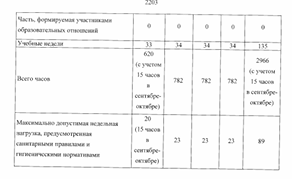 2203
Часть, формируемая участниками образовательных отношений
0 0 0 0 0
Учебные недели 33 34 34 34 135
Всего часов
620 (с учетом 15 часов в сентябре-октябре)
782 782 782
2966 (с учетом 15 часов в сентябре-октябре)
Максимально допустимая недельная нагрузка, предусмотренная санитарными правилами и гигиеническими нормативами
20 (15 часов в сентябре-октябре)
23 23 23 89